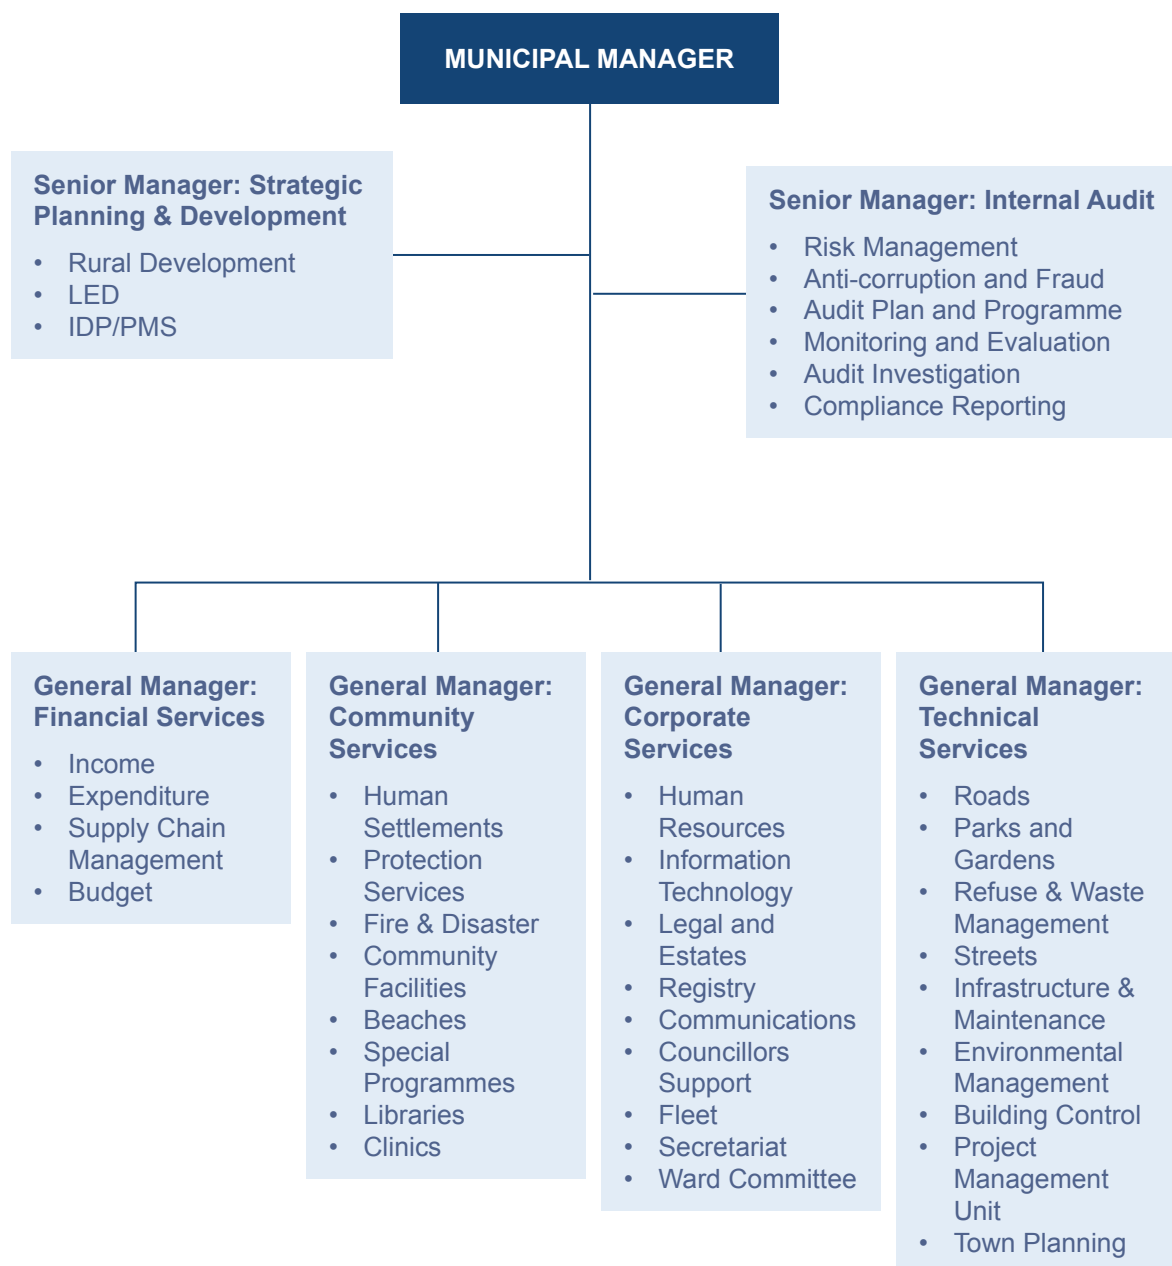 MUNICIPAL MANAGER
Senior Manager: Strategic
Planning & Development
• Rural Development
• LED
• IDP/PMS
Senior Manager: Internal Audit
• Risk Management
• Anti-corruption and Fraud
• Audit Plan and Programme
• Monitoring and Evaluation
• Audit Investigation
• Compliance Reporting
General Manager:
Financial Services
• Income
• Expenditure
• Supply Chain
Management
• Budget
General Manager:
Community
Services
• Human
Settlements
• Protection
Services
• Fire & Disaster
• Community
Facilities
• Beaches
• Special
Programmes
• Libraries
• Clinics
General Manager:
Corporate
Services
• Human
Resources
• Information
Technology
• Legal and
Estates
• Registry
• Communications
• Councillors
Support
• Fleet
• Secretariat
• Ward Committee
General Manager:
Technical
Services
• Roads
• Parks and
Gardens
• Refuse & Waste
Management
• Streets
• Infrastructure &
Maintenance
• Environmental
Management
• Building Control
• Project
Management
Unit
• Town Planning